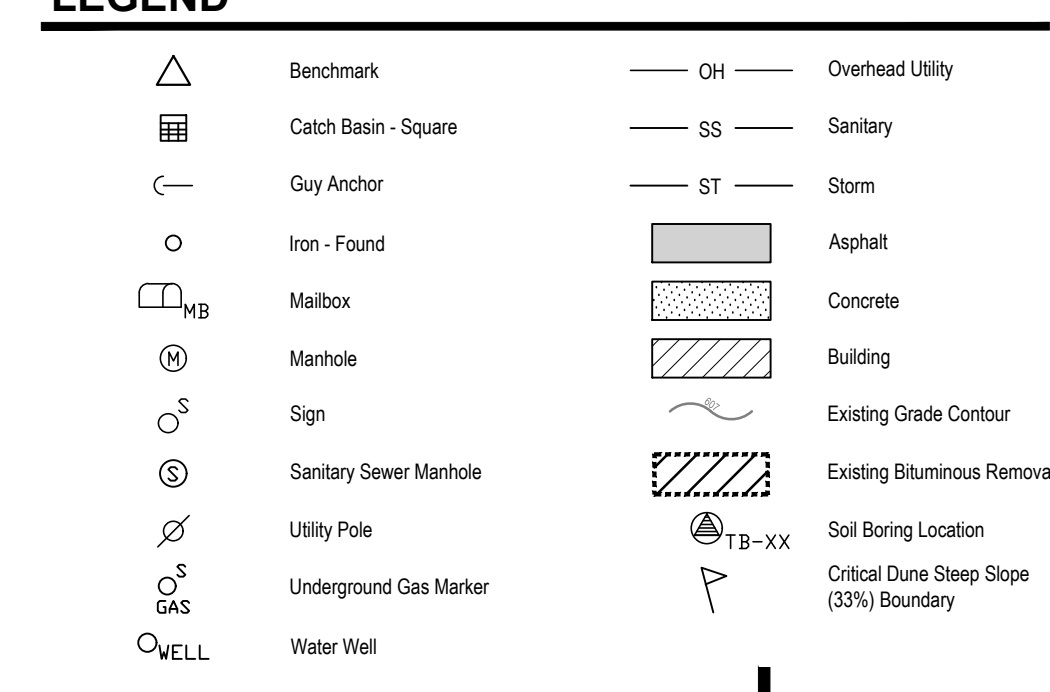 LEGEND
Benchmark
Catch Basin - Square
Guy Anchor
Iron - Found
MB
Mailbox
M
Manhole
S
Sign
S
Sanitary Sewer Manhole
Utility Pole
S
GAS
Underground Gas Marker
WELL
Water Well
OH
Overhead Utility
SS
Sanitary
ST
Storm
Asphalt
Concrete
Building
607
Existing Grade Contour
Existing Bituminous Remova
TB-XX
Soil Boring Location
Critical Dune Steep Slope
(33%) Boundary